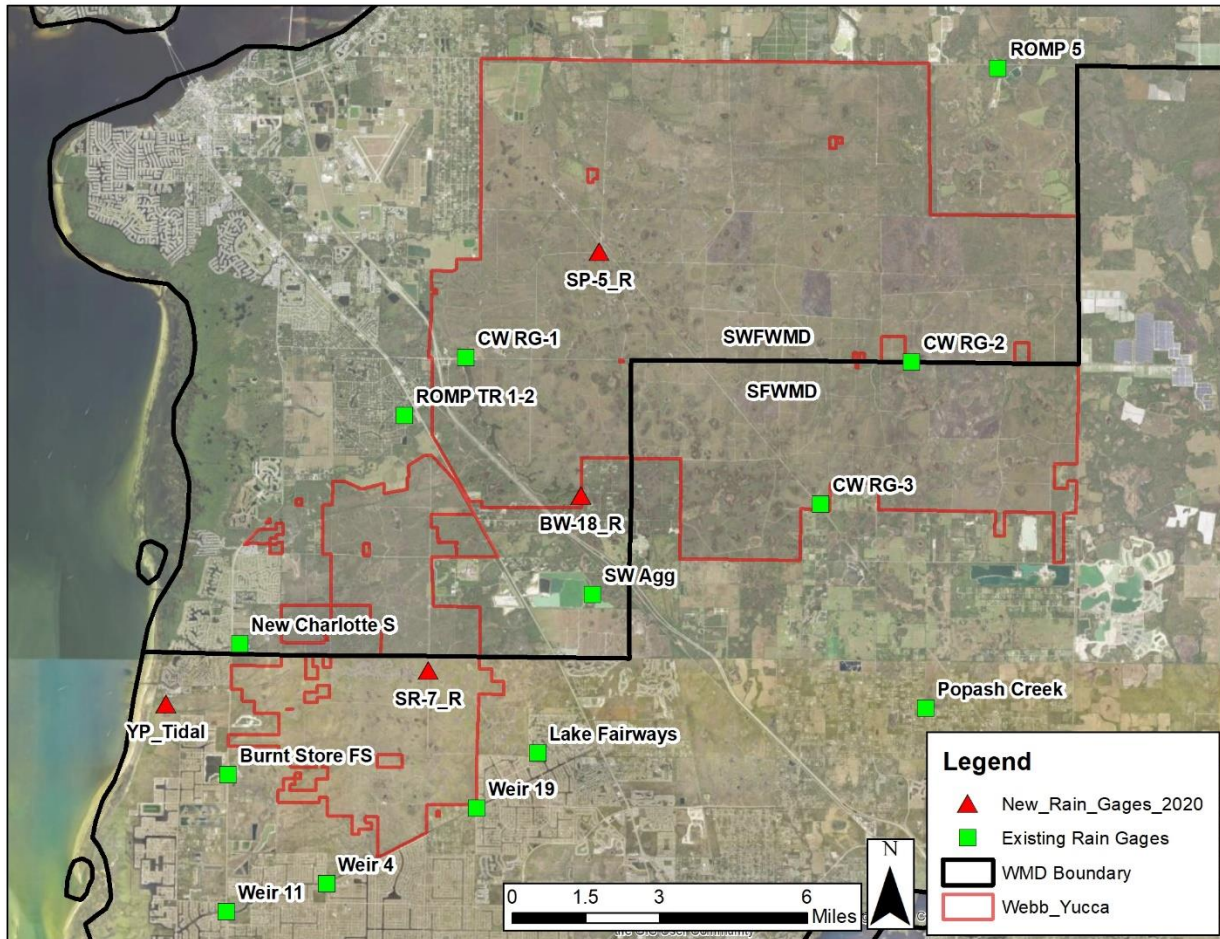 ROMP 5
SP-5_R
CW RG-1
SWFWMD
CW RG-2
SFWMD
ROMP TR 1-2
CW RG-3
BW-18_R
SW Agg
New Charlotte S
SR-7_R
YP_Tidal
Popash Creek
Lake Fairways
Burnt Store FS
Weir 19
Weir 4
Weir 11
Legend
New_Rain_Gages_2020
Existing Rain Gages
WMD Boundary
Webb_Yucca
N
0 1.5 3 6
Miles
User Community